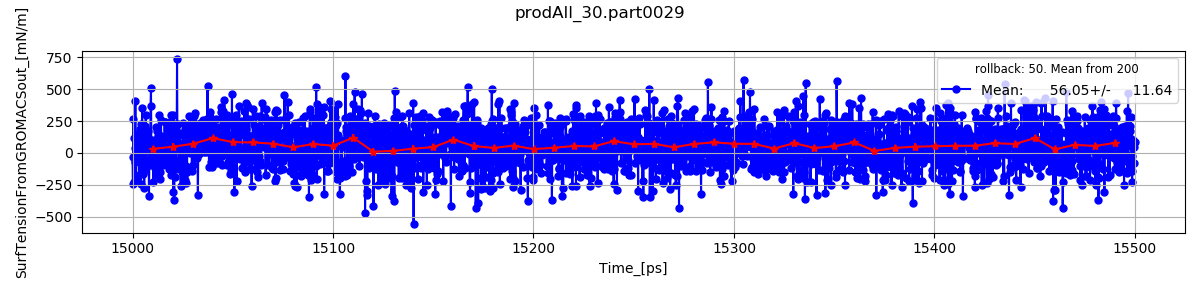 prodAll_30.part0029
SurfTensionFromGROMACSout_[mN/m]
750
500
250
0
−250
−500
rollback: 50. Mean from 200
Mean: 56.05+/- 11.64
15000 15100 15200 15300 15400 15500
Time_[ps]